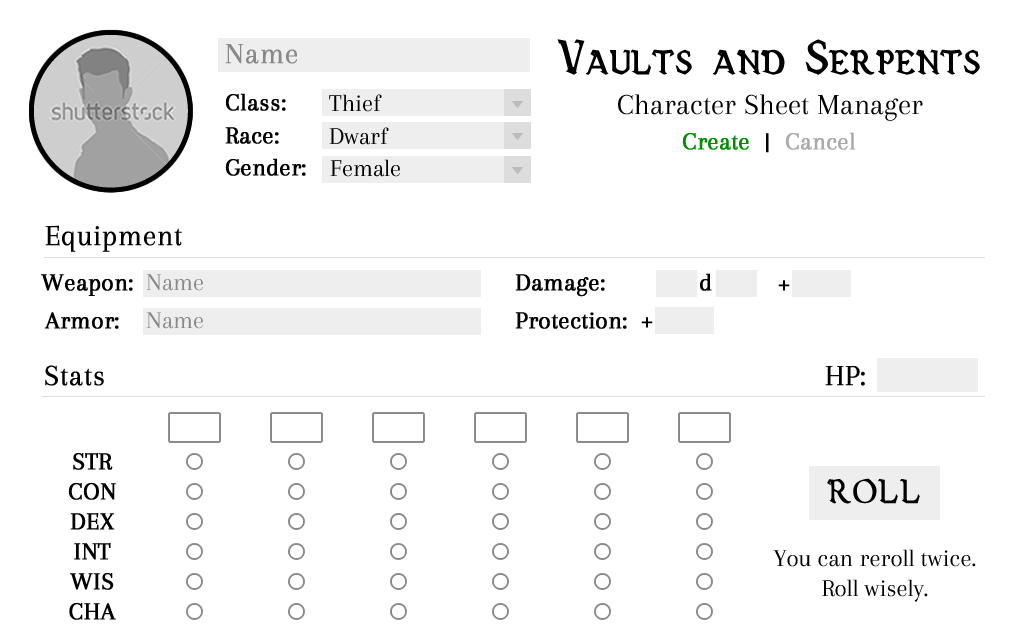 shutterstock
Name
Class: Thief
Race: Dwarf
Gender: Female
Vaults and Serpents
Character Sheet Manager
Create | Cancel
Equipment
Weapon: Name
Damage: d +
Armor: Name
Protection: +
Stats
HP:
STR
CON
DEX
INT
WIS
CHA
ROLL
You can reroll twice.
Roll wisely.